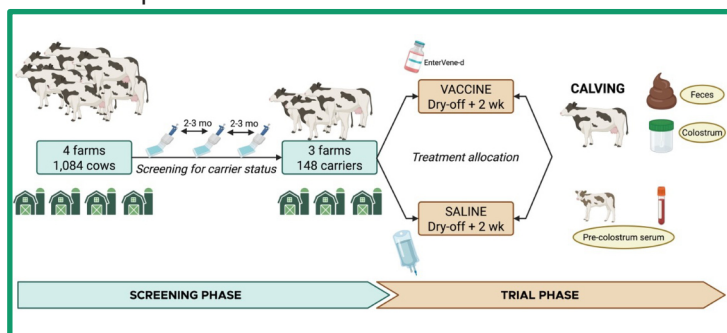 EnterVene-d
2-3 mo
2-3 mo
4 farms
1,084 cows
Screening for carrier status
3 farms
148 carriers
VACCINE
Dry-off + 2 wk
Treatment allocation
SALINE
Dry-off + 2 wk
CALVING
Feces
Colostrum
Pre-colostrum serum
SCREENING PHASE
TRIAL PHASE